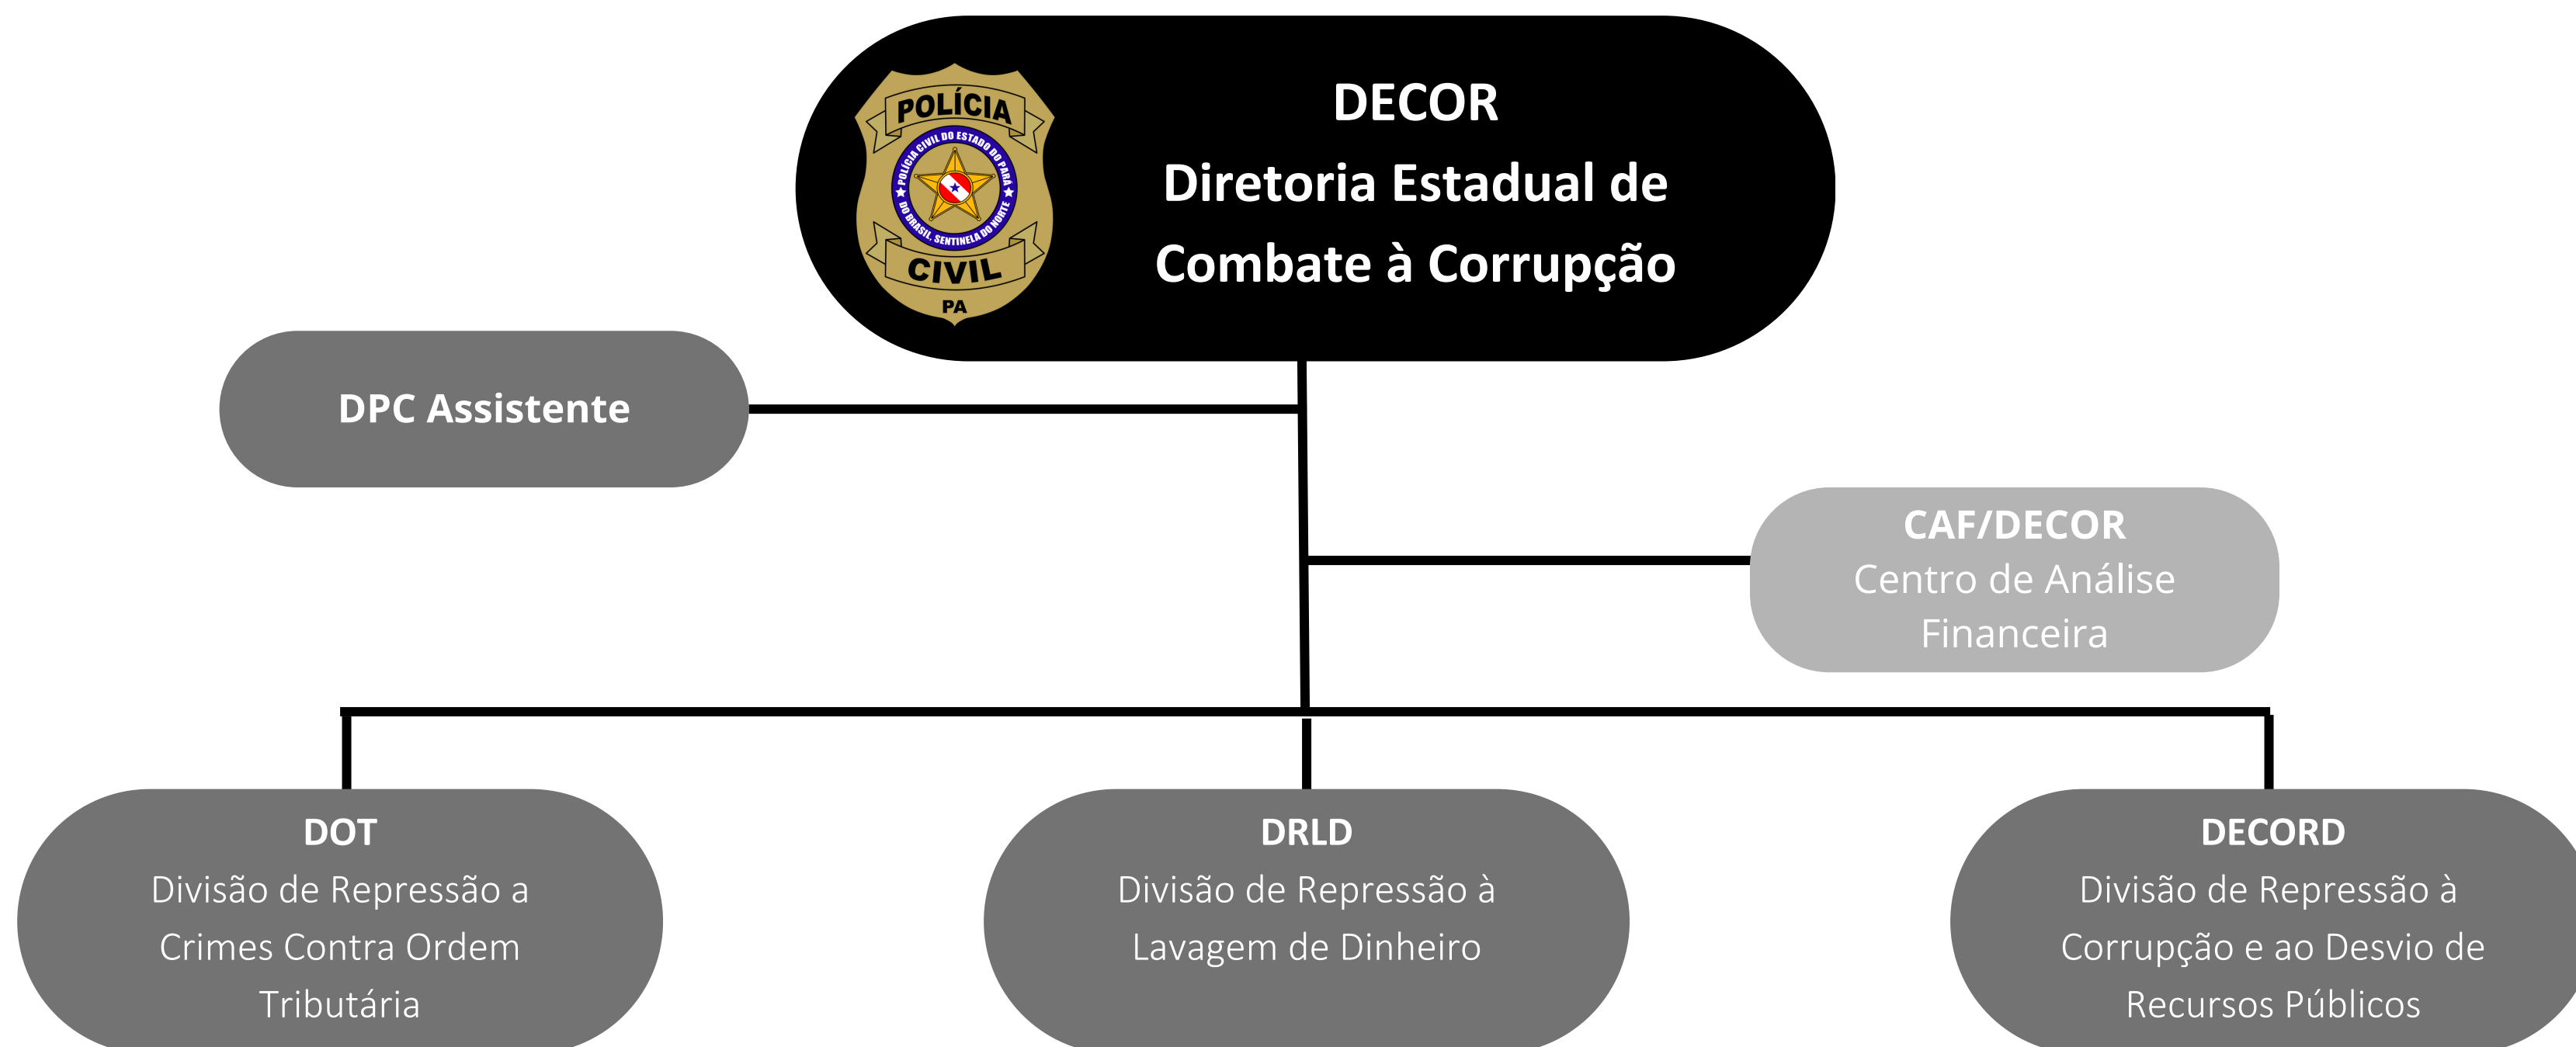 POLÍCIA
POLÍCIA CIVIL DO ESTADO DO PARÁ
DO BRASIL, SENTINELA DO NORTE
CIVIL
PA
DECOR
Diretoria Estadual de
Combate à Corrupção
DPC Assistente
CAF/DECOR
Centro de Análise
Financeira
DOT
Divisão de Repressão a
Crimes Contra Ordem
Tributária
DRLD
Divisão de Repressão à
Lavagem de Dinheiro
DECORD
Divisão de Repressão à
Corrupção e ao Desvio de
Recursos Públicos